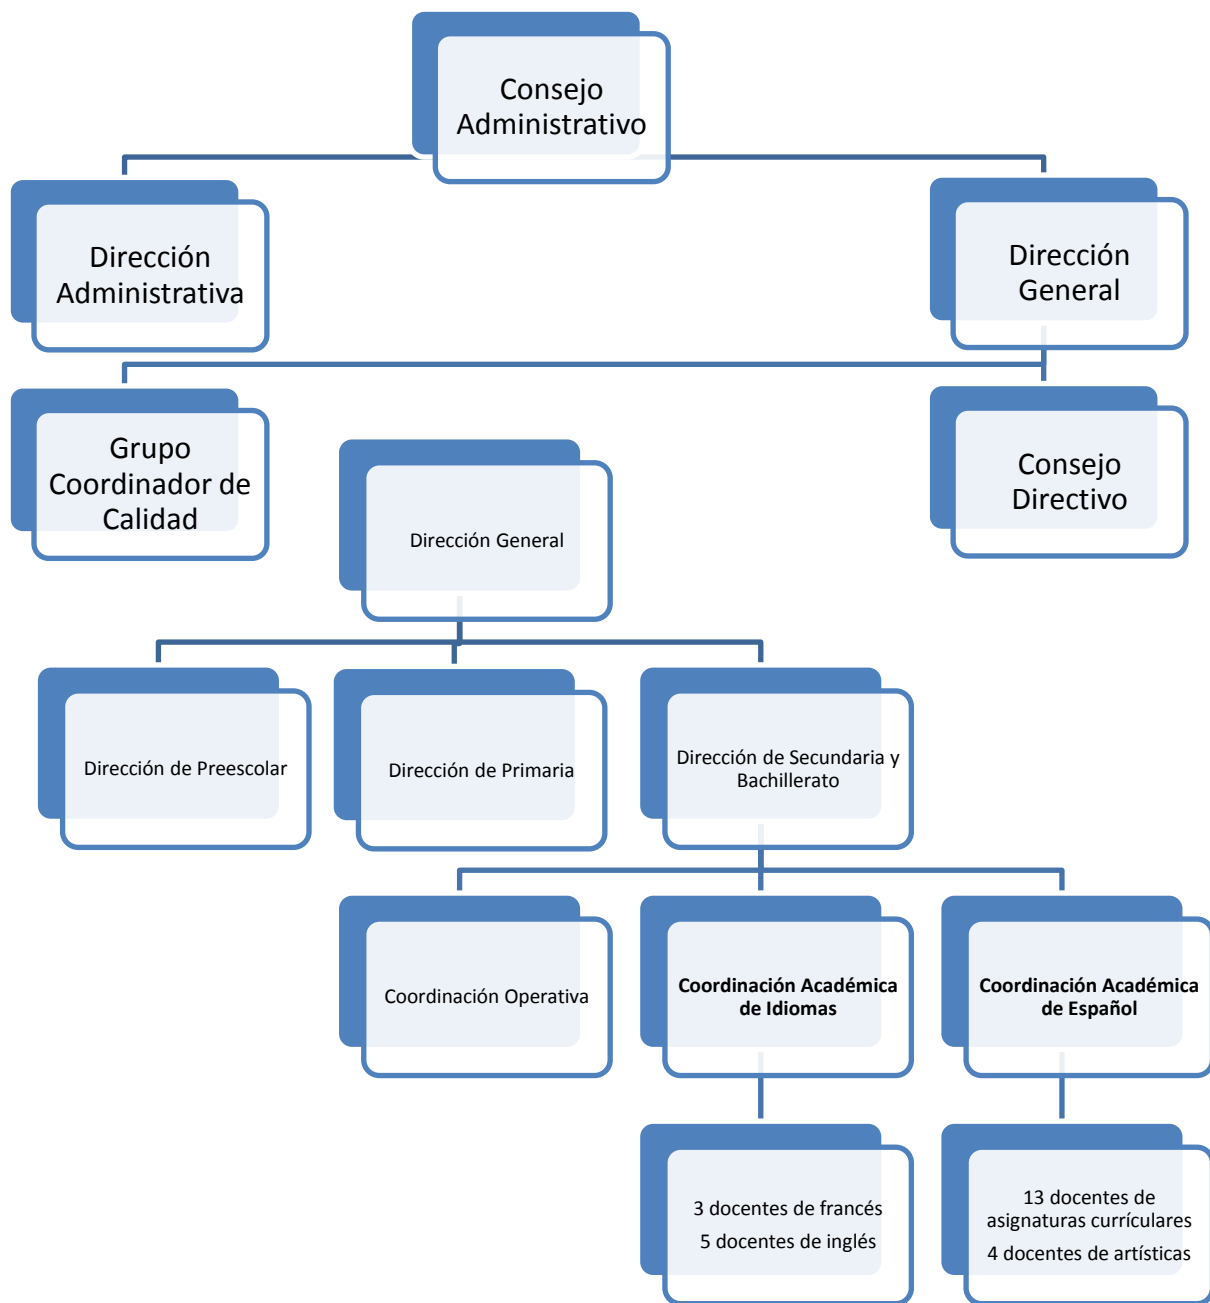 Consejo
Administrativo
Dirección
Administrativa
Dirección
General
Grupo
Coordinador de
Calidad
Consejo
Directivo
Dirección General
Dirección de Preescolar
Dirección de Primaria
Dirección de Secundaria y
Bachillerato
Coordinación Operativa
Coordinación Académica
de Idiomas
Coordinación Académica
de Español
3 docentes de francés
5 docentes de inglés
13 docentes de
asignaturas currículares
4 docentes de artísticas